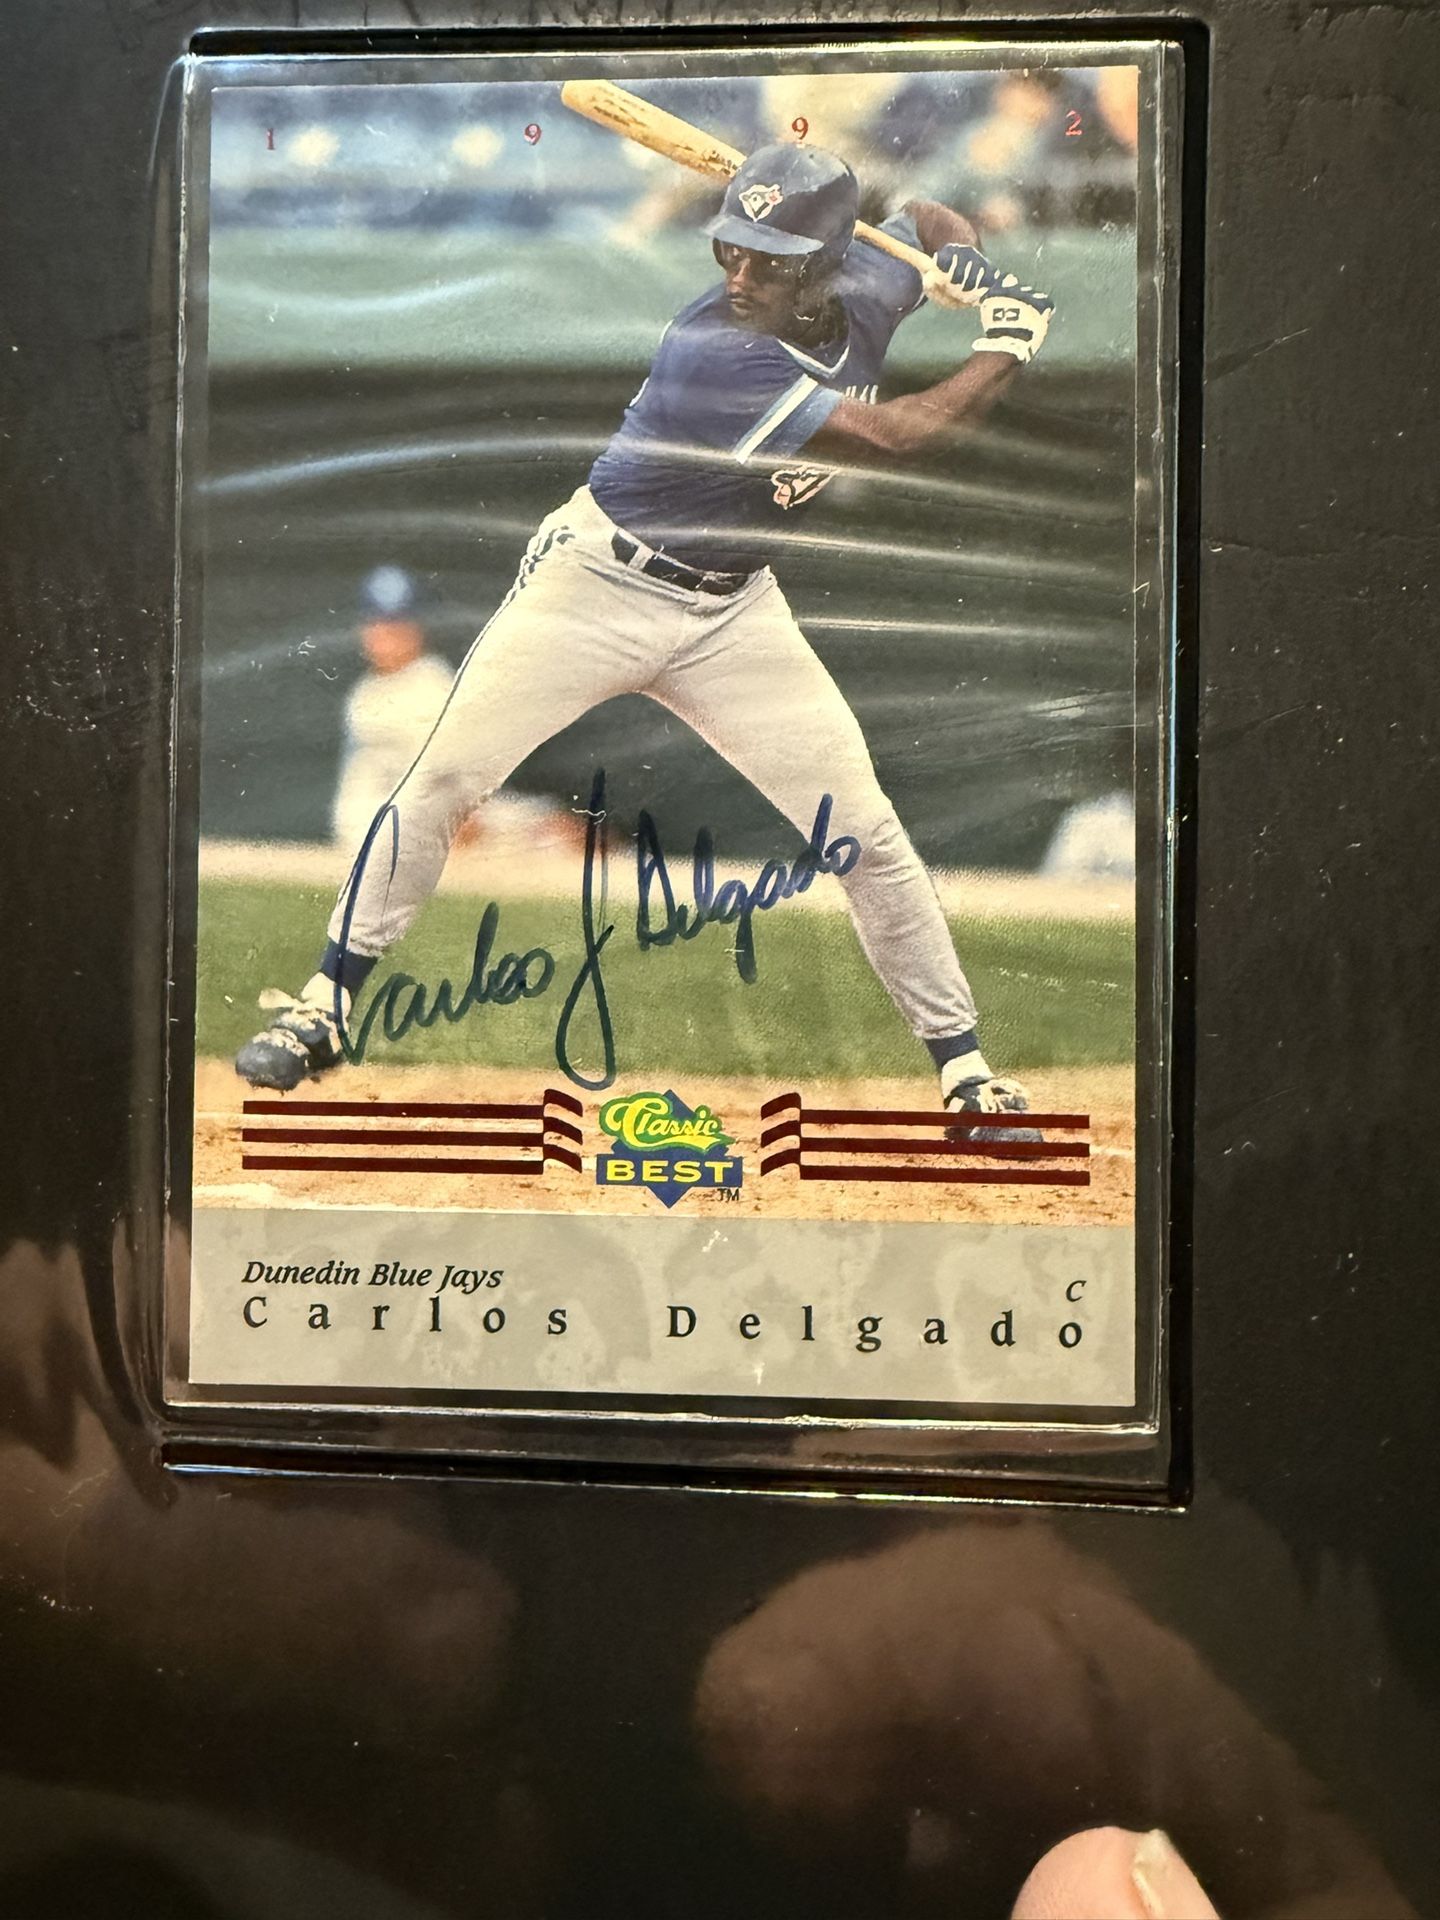 1 9 9 2
Carlos J Delgado
Classic
BEST
TM
Dunedin Blue Jays
C
Carlos Delgado